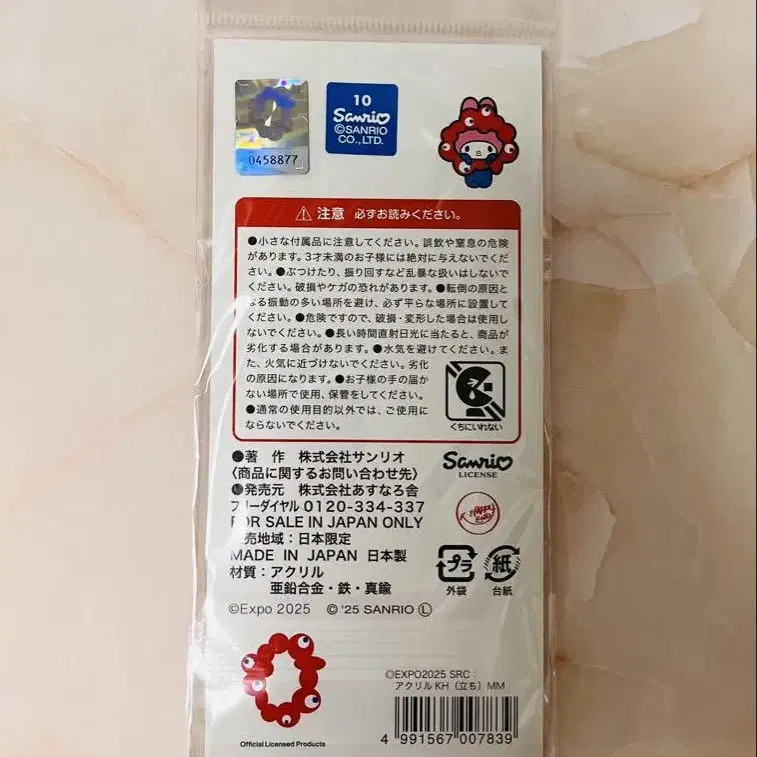 0458877
10
Sanrio
©SANRIO
CO.,LTD.
⚠注意 必ずお読みください。
●小さな付属品に注意してください。誤飲や窒息の危険
があります。3才未満のお子様には絶対に与えないでくだ
さい。●ぶつけたり、振り回すなど乱暴な扱いはしないで
ください。破損やケガの恐れがあります。●転倒の原因と
なる振動の多い場所を避け、必ず平らな場所に設置して
ください。●危険ですので、破損・変形した場合は使用し
ないでください。●長い時間直射日光に当たると、商品が
劣化する場合があります。●水気を避けてください。ま
た、火気に近づけないでください。劣化
の原因になります。●お子様の手の届か
ない場所で使用、保管をしてください。
●通常の使用目的以外では、ご使用に
ならないでください。
くちにいれない
●著 作 株式会社サンリオ
〈商品に関するお問い合わせ先〉
●発売元 株式会社あすなろ舎
フリーダイヤル 0120-334-337
FOR SALE IN JAPAN ONLY
販売地域：日本限定
MADE IN JAPAN 日本製
材質：アクリル
亜鉛合金・鉄・真鍮
©Expo 2025 © '25 SANRIO Ⓛ
Sanrio
LICENSE
プラ
外袋
紙
台紙
Official Licensed Products
©EXPO2025 SRC：
アクリルKH（立ち）MM
4 991567 007839